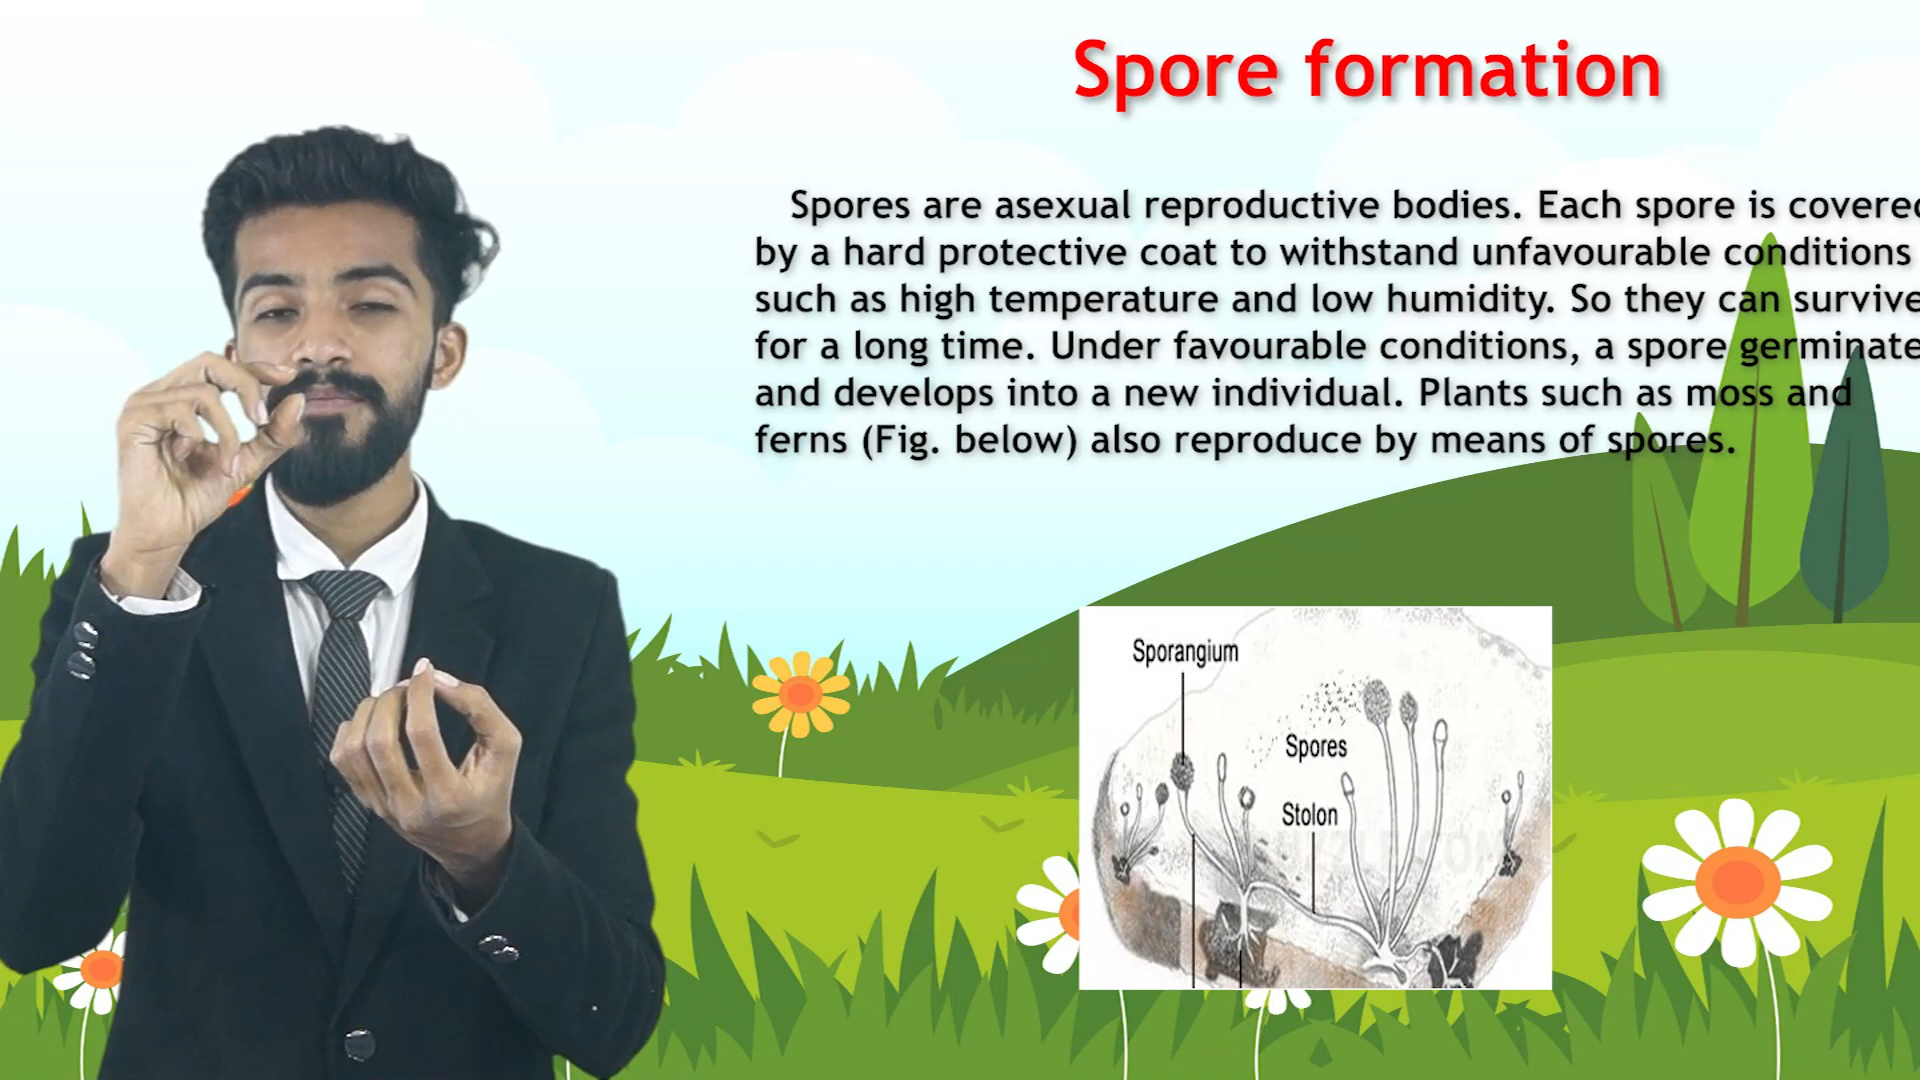 Spore formation
Spores are asexual reproductive bodies. Each spore is covered
by a hard protective coat to withstand unfavourable conditions
such as high temperature and low humidity. So they can survive
for a long time. Under favourable conditions, a spore germinate
and develops into a new individual. Plants such as moss and
ferns (Fig. below) also reproduce by means of spores.
Sporangium
Spores
Stolon